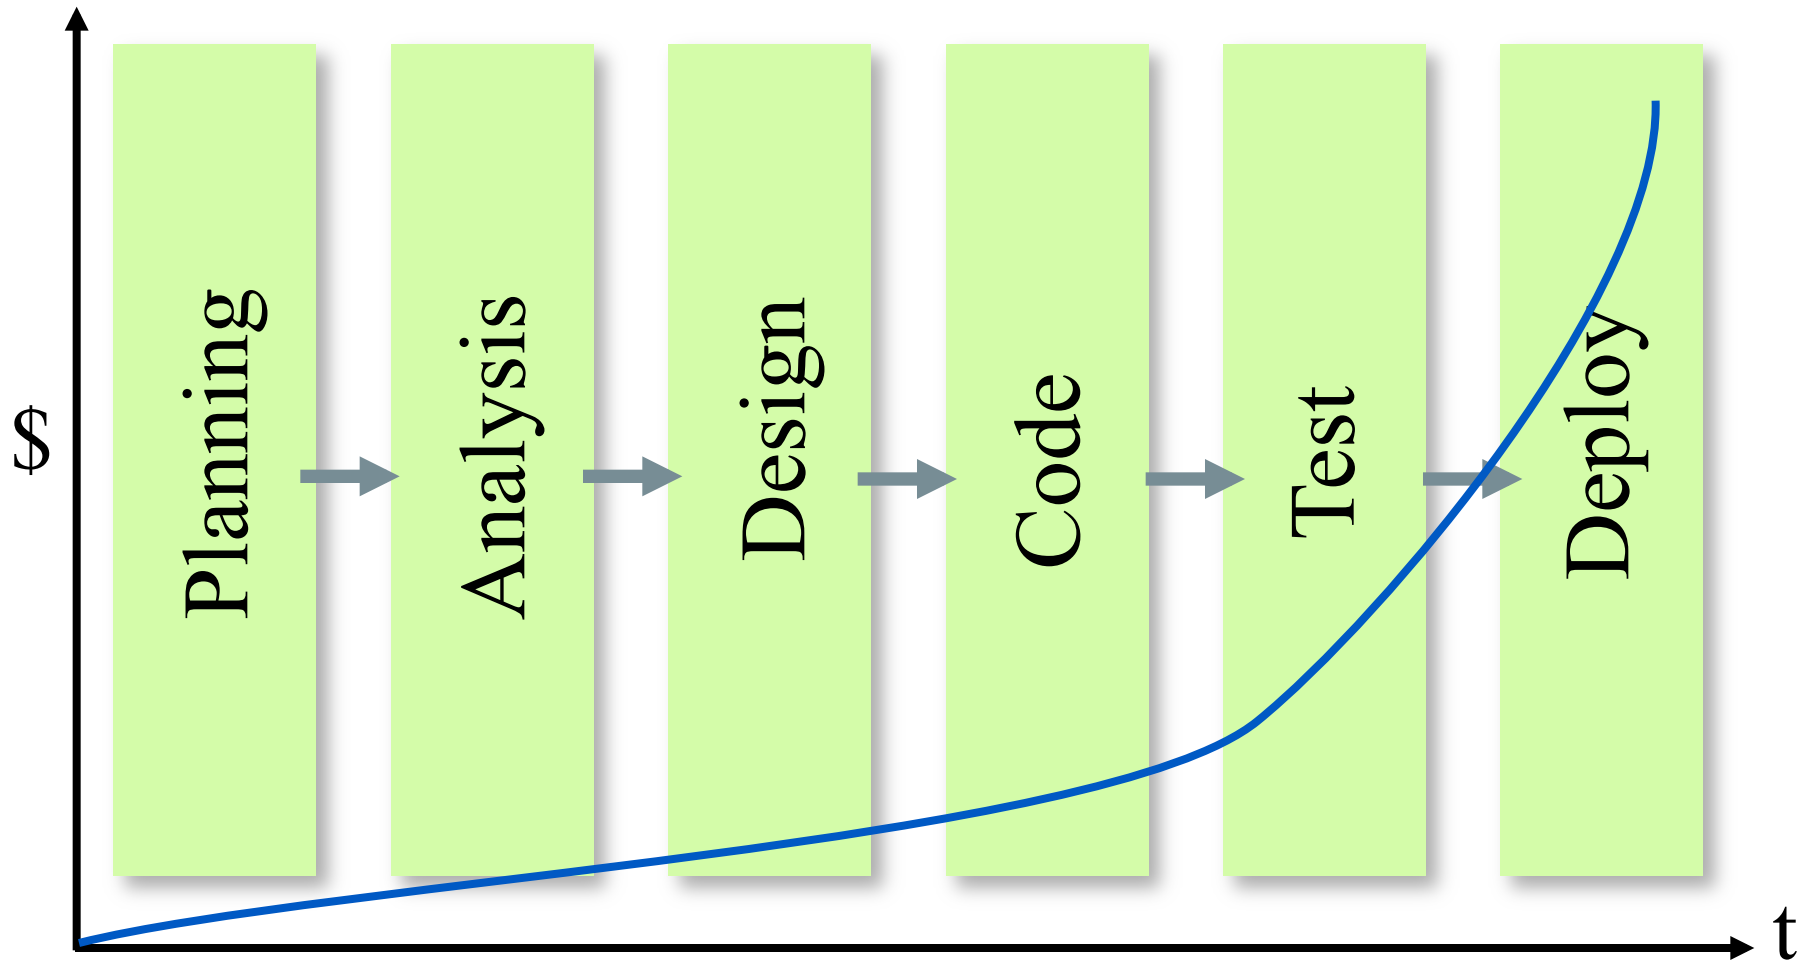 $
Planning
Analysis
Design
Code
Test
Deploy
t